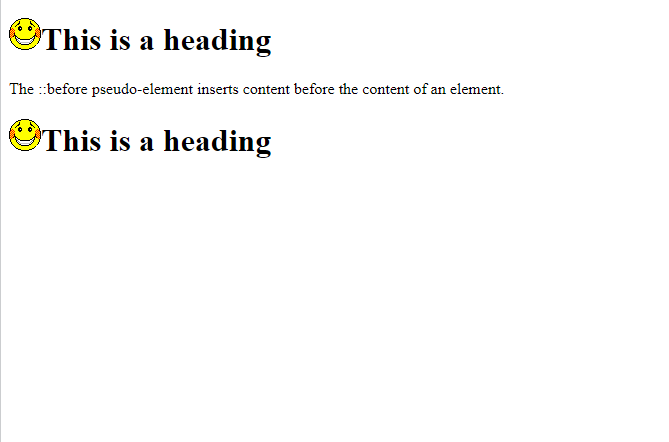 This is a heading
The ::before pseudo-element inserts content before the content of an element.
This is a heading